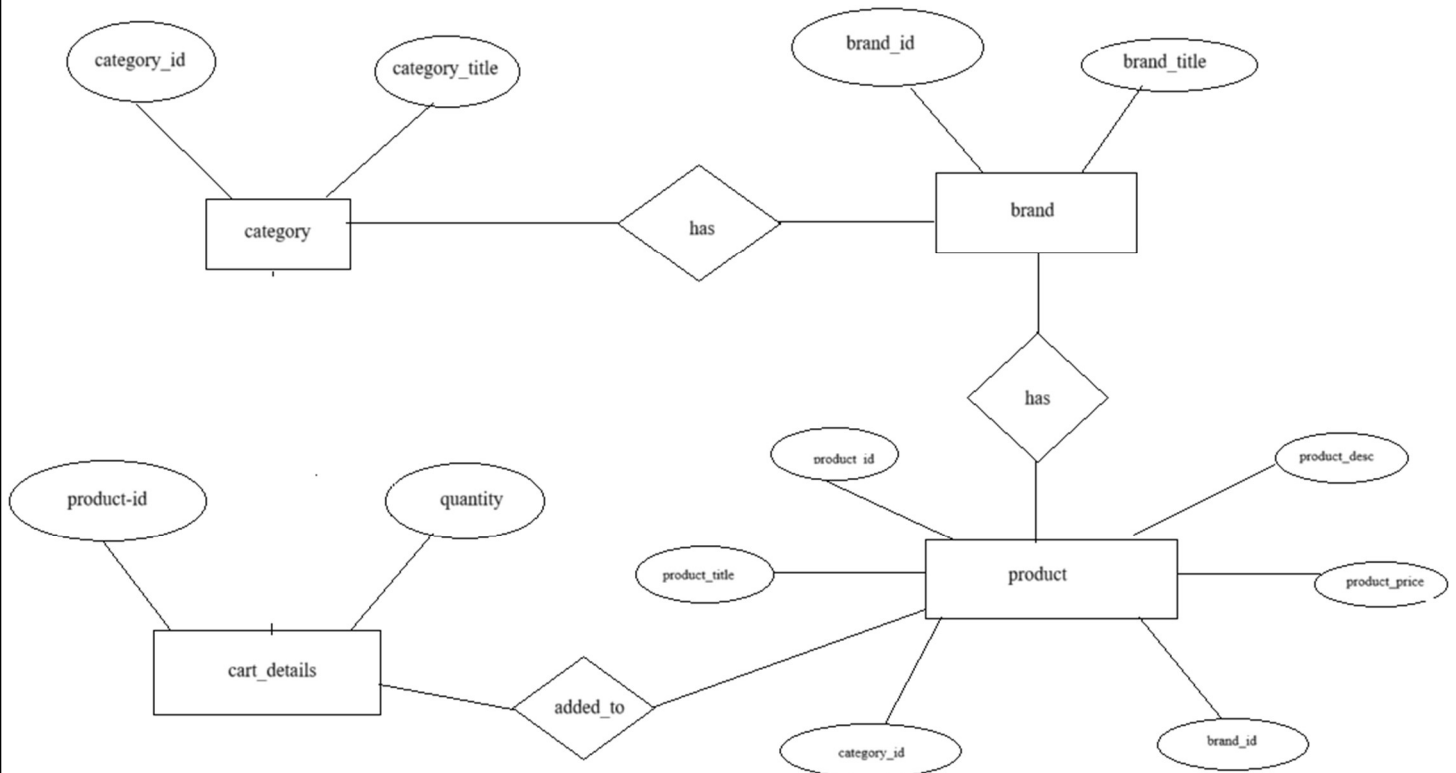 category_id
category_title
brand_id
brand_title
category
has
brand
has
product_id
product_desc
product-id
quantity
product_title
product
product_price
cart_details
added_to
category_id
brand_id